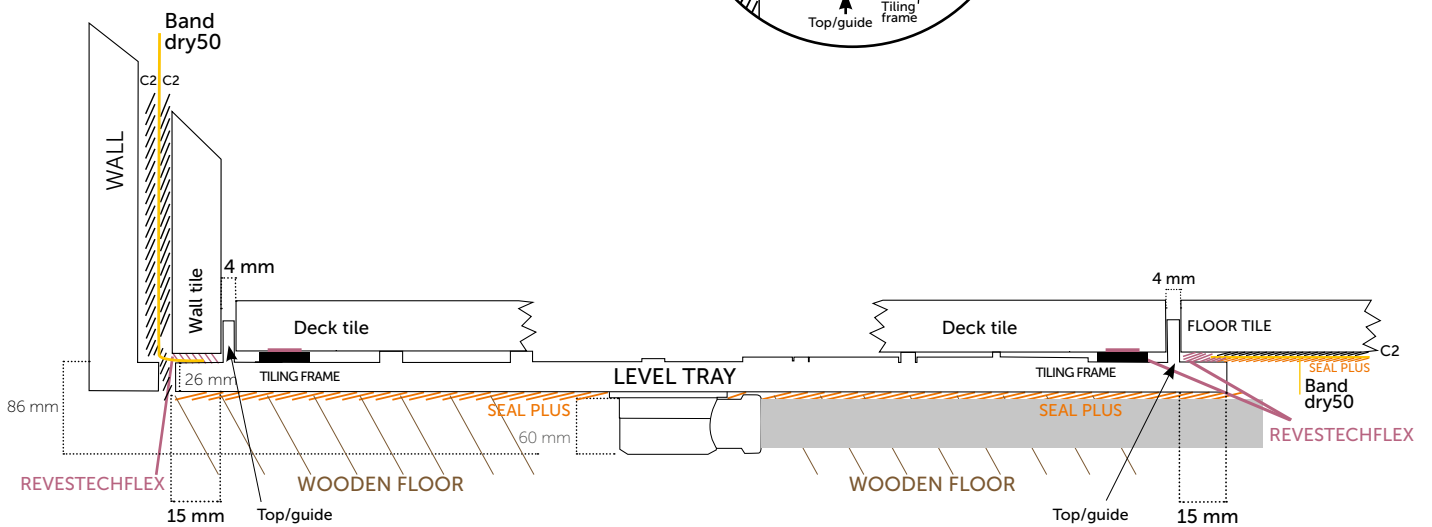 Top/guide
Tiling
frame
Band
dry50
C2 C2
WALL
Wall tile
4 mm
Deck tile
26 mm
TILING FRAME
LEVEL TRAY
86 mm
SEAL PLUS
60 mm
REVESTECHFLEX
WOODEN FLOOR
15 mm
Top/guide
4 mm
Deck tile
FLOOR TILE
C2
SEAL PLUS
TILING FRAME
Band
dry50
SEAL PLUS
REVESTECHFLEX
WOODEN FLOOR
Top/guide
15 mm